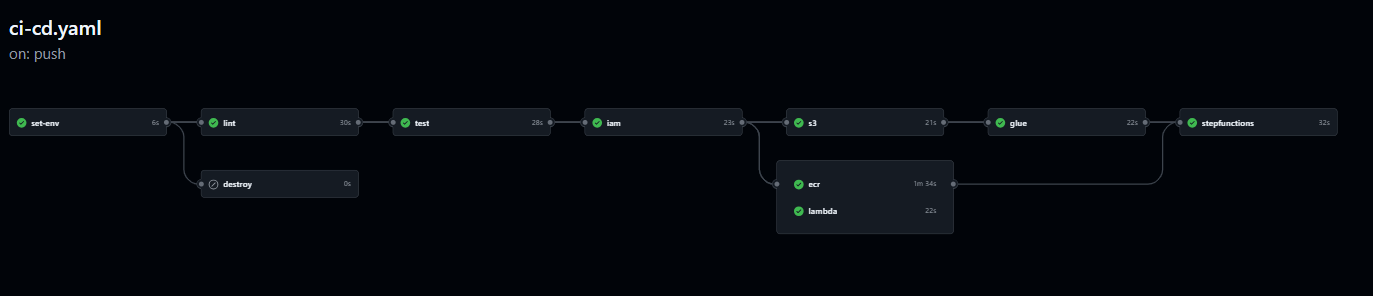 ci-cd.yaml
on: push
set-env 6s
lint 30s
test 28s
iam 23s
s3 21s
glue 22s
stepfunctions 32s
destroy 0s
ecr 1m 34s
lambda 22s